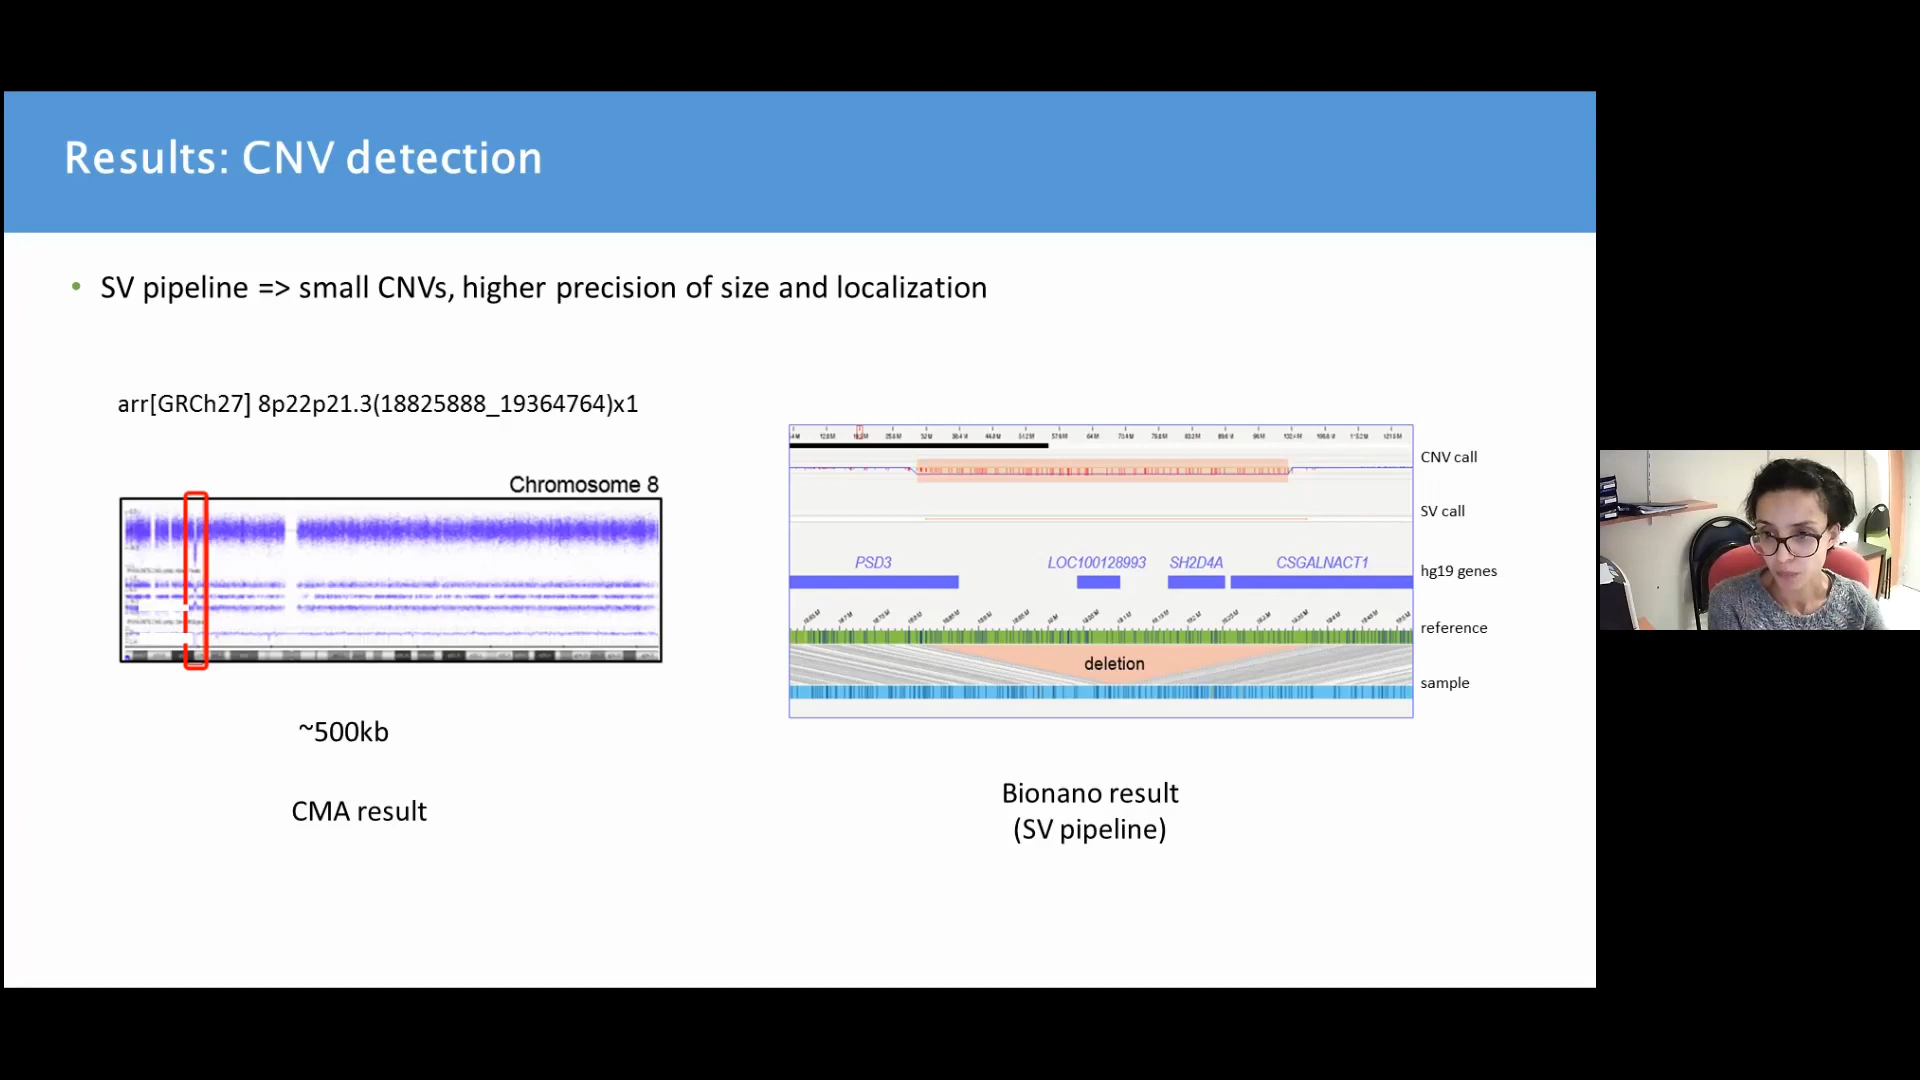 Results: CNV detection
• SV pipeline => small CNVs, higher precision of size and localization
arr[GRCh27] 8p22p21.3(18825888_19364764)x1
Chromosome 8
~500kb
CMA result
CNV call
SV call
PSD3 LOC100128993 SH2D4A CSGALNACT1
hg19 genes
reference
deletion
sample
Bionano result
(SV pipeline)